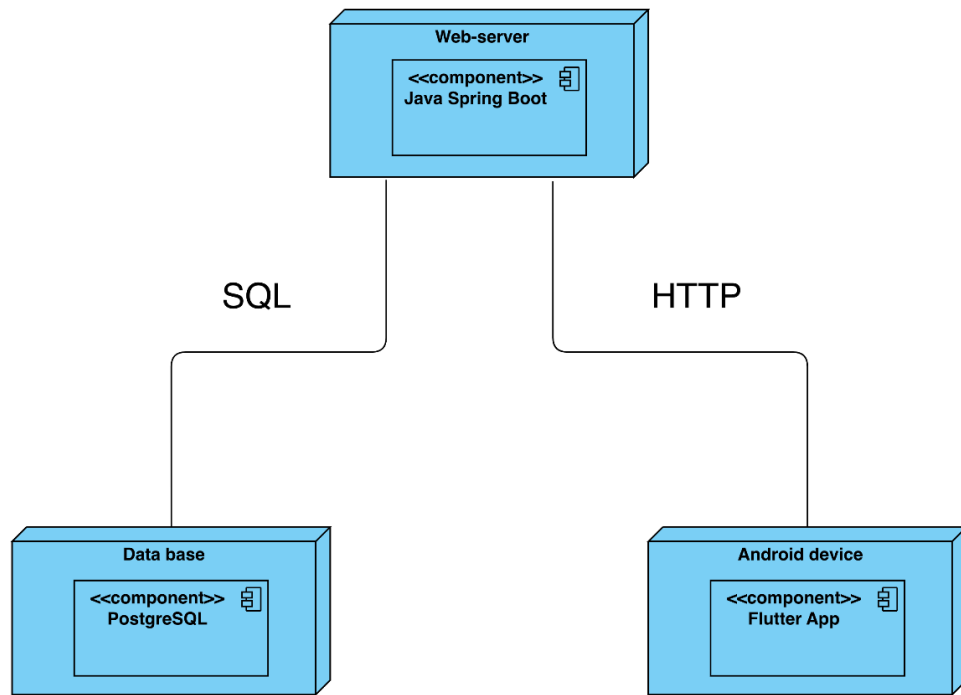 Web-server
<<component>>
Java Spring Boot
SQL
HTTP
Data base
<<component>>
PostgreSQL
Android device
<<component>>
Flutter App